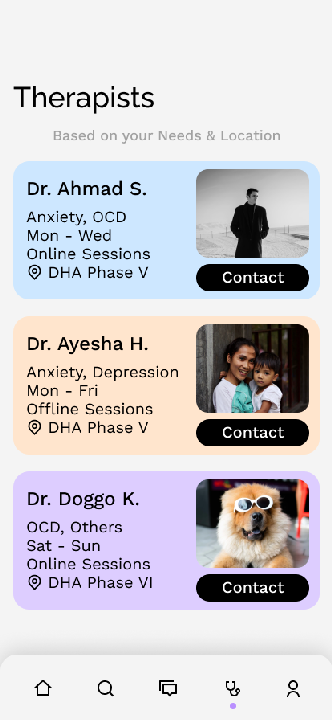 Therapists
Based on your Needs & Location
Dr. Ahmad S.
Anxiety, OCD
Mon - Wed
Online Sessions
DHA Phase V
Contact
Dr. Ayesha H.
Anxiety, Depression
Mon - Fri
Offline Sessions
DHA Phase V
Contact
Dr. Doggo K.
OCD, Others
Sat - Sun
Online Sessions
DHA Phase VI
Contact